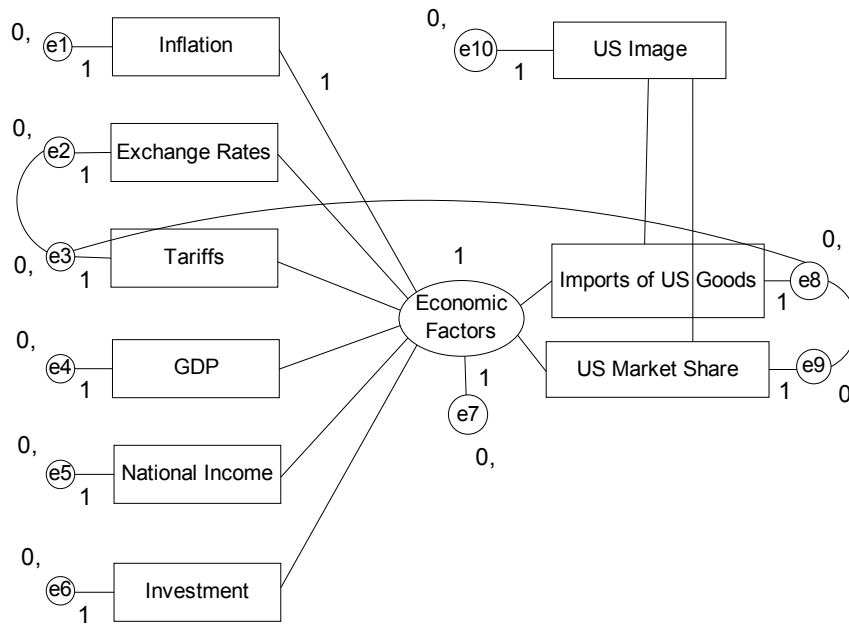 0,
e1
1
Inflation
1
0,
e10
1
US Image
0,
e2
1
Exchange Rates
0,
e3
1
Tariffs
1
Economic
Factors
Imports of US Goods
1
e8
0,
0,
e4
1
GDP
1
e7
0,
US Market Share
1
e9
0
0,
e5
1
National Income
0,
e6
1
Investment